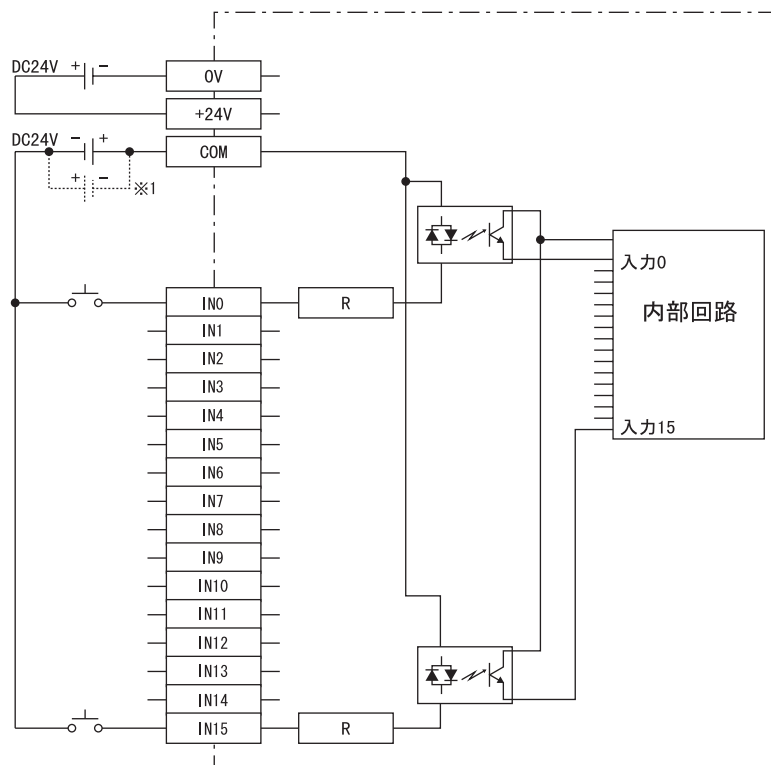 DC24V + - 0V
+24V
DC24V - + COM
+ - ※1
入力0
内部回路
IN0 R
IN1
IN2
IN3
IN4
入力15
IN5
IN6
IN7
IN8
IN9
IN10
IN11
IN12
IN13
IN14
IN15 R